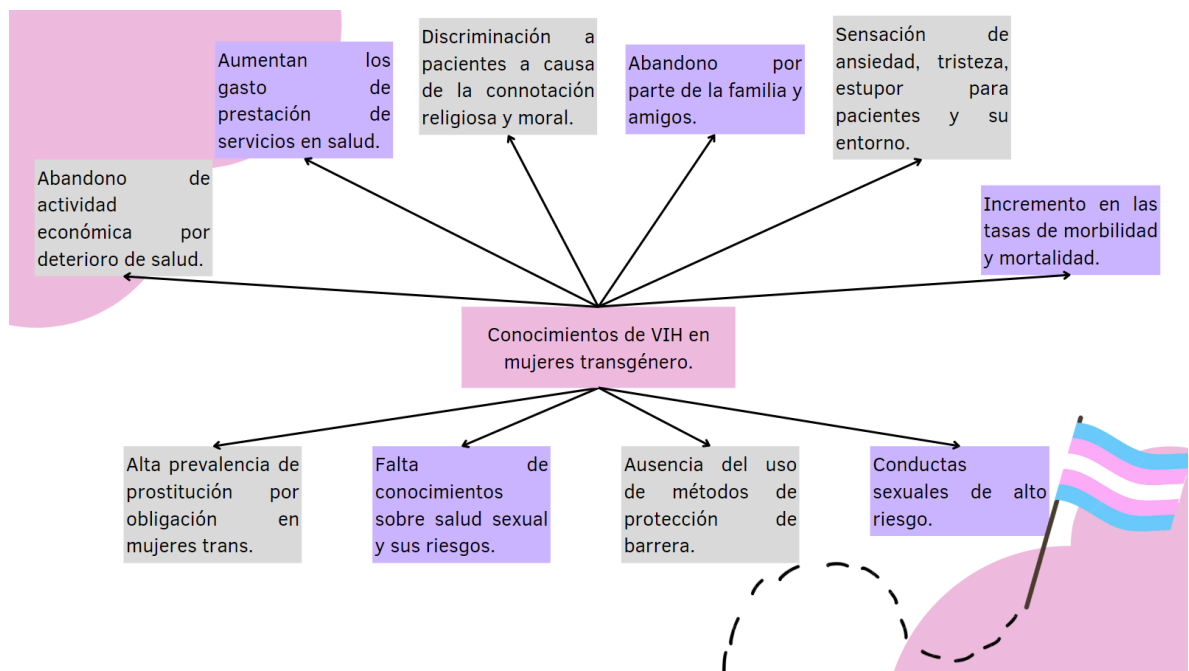 Abandono de
actividad
económica por
deterioro de salud.
Aumentan los
gasto de
prestación de
servicios en salud.
Discriminación a
pacientes a causa
de la connotación
religiosa y moral.
Abandono por
parte de la familia y
amigos.
Sensación de
ansiedad, tristeza,
estupor para
pacientes y su
entorno.
Incremento en las
tasas de morbilidad
y mortalidad.
Conocimientos de VIH en
mujeres transgénero.
Alta prevalencia de
prostitución por
obligación en
mujeres trans.
Falta de
conocimientos
sobre salud sexual
y sus riesgos.
Ausencia del uso
de métodos de
protección de
barrera.
Conductas
sexuales de alto
riesgo.